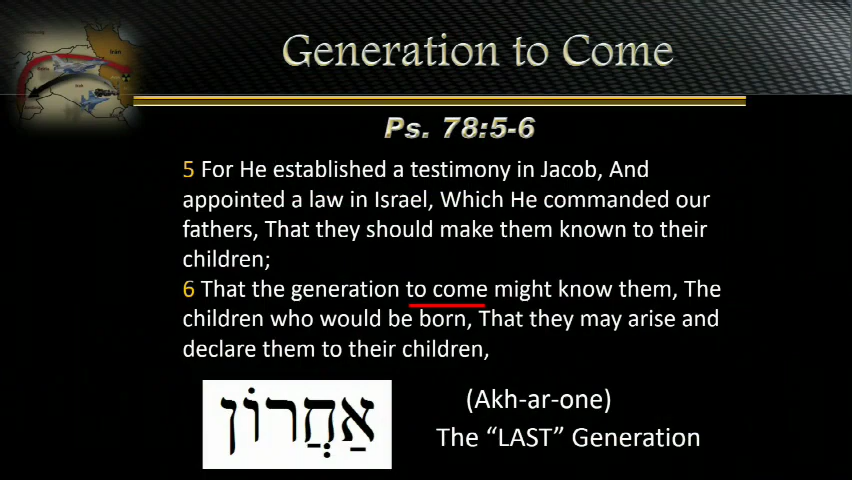 Generation to Come
Iran
Ps. 78:5-6
5 For He established a testimony in Jacob, And
appointed a law in Israel, Which He commanded our
fathers, That they should make them known to their
children;
6 That the generation to come might know them, The
children who would be born, That they may arise and
declare them to their children,
אַחֲרוֹן
(Akh-ar-one)
The “LAST” Generation